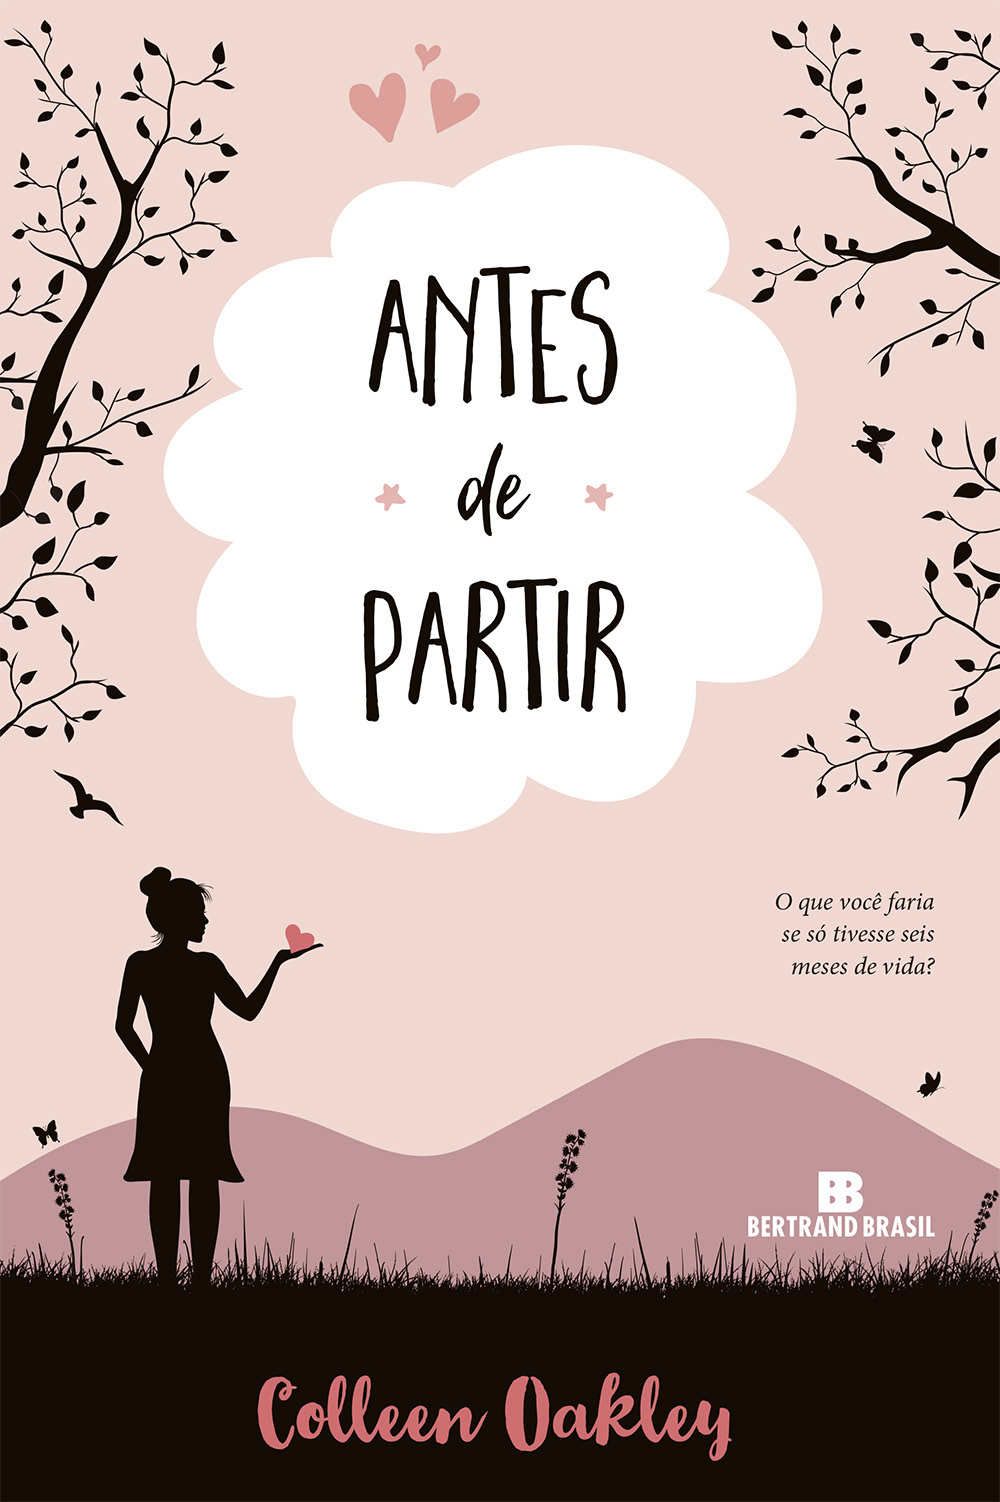 ANTES
de
PARTIR
O que você faria
se só tivesse seis
meses de vida?
BB
BERTRAND BRASIL
Colleen Oakley